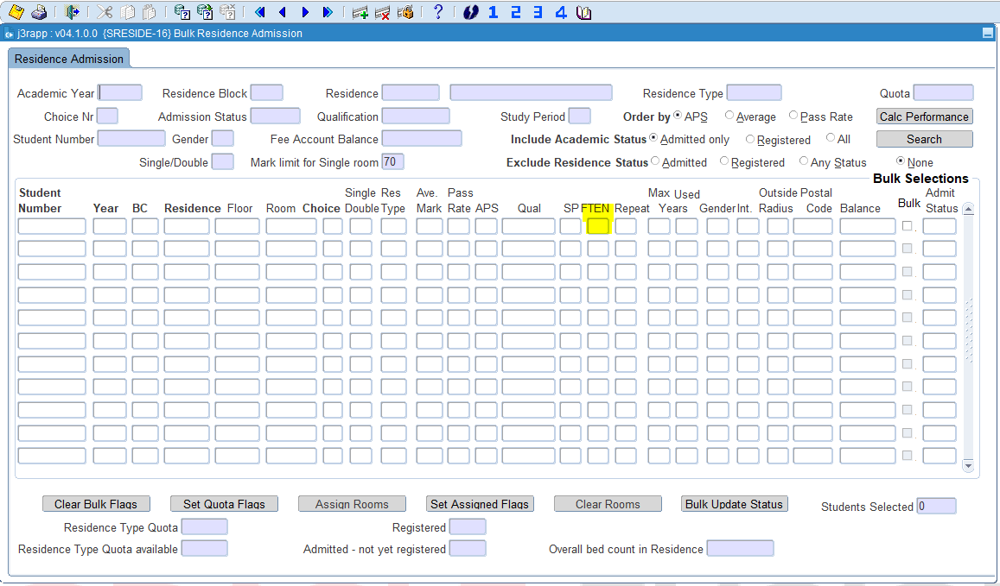 ? 1 2 3 4
j3rapp : v04.1.0.0 {SRESIDE-16} Bulk Residence Admission
Residence Admission
Academic Year Residence Block Residence Residence Type Quota
Choice Nr Admission Status Qualification Study Period Order by APS Average Pass Rate Calc Performance
Student Number Gender Fee Account Balance Include Academic Status Admitted only Registered All Search
Single/Double Mark limit for Single room 70 Exclude Residence Status Admitted Registered Any Status None
Bulk Selections
Student Single Res Ave. Pass Max Used Outside Postal Admit
Number Year BC Residence Floor Room Choice Double Type Mark Rate APS Qual SP FTEN Repeat Years Gender Int. Radius Code Balance Bulk Status
Clear Bulk Flags Set Quota Flags Assign Rooms Set Assigned Flags Clear Rooms Bulk Update Status Students Selected 0
Residence Type Quota Registered
Residence Type Quota available Admitted - not yet registered Overall bed count in Residence